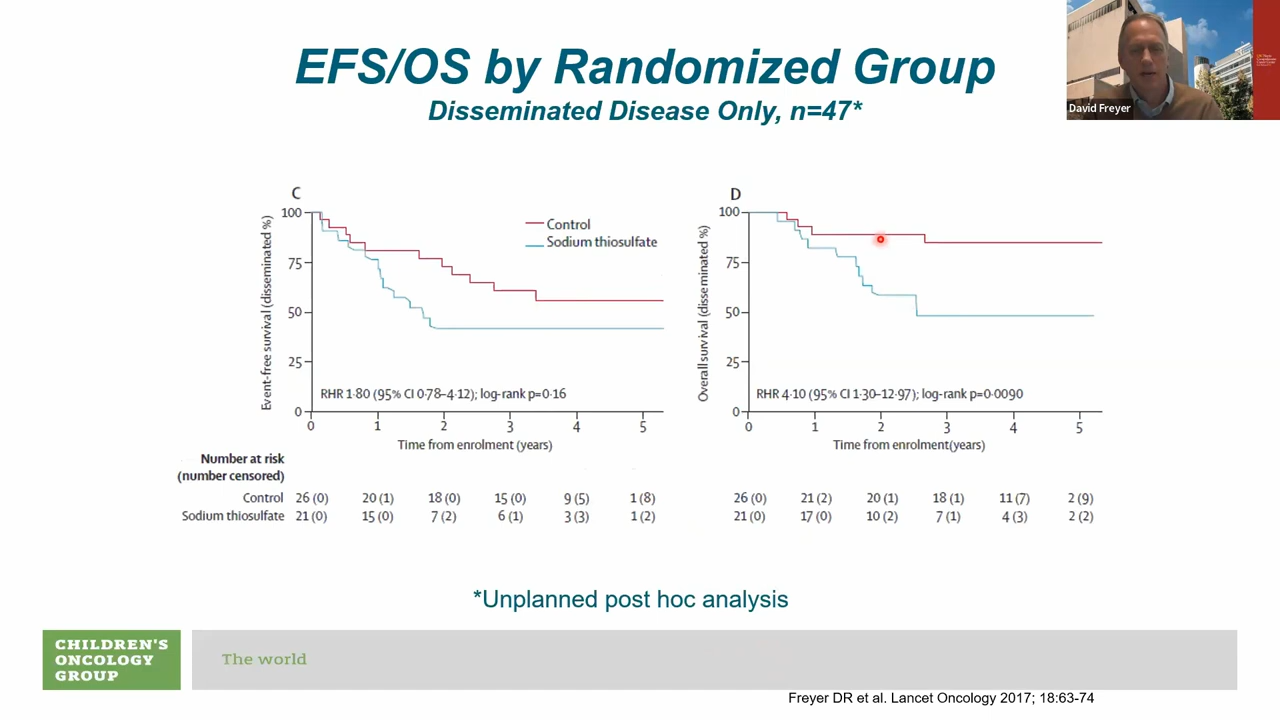 EFS/OS by Randomized Group
Disseminated Disease Only, n=47*
David Freyer
C
Event-free survival (disseminated %)
100
75
50
25
0
Control
Sodium thiosulfate
RHR 1·80 (95% CI 0·78–4·12); log-rank p=0·16
0 1 2 3 4 5
Time from enrolment (years)
D
Overall survival (disseminated %)
100
75
50
25
0
RHR 4·10 (95% CI 1·30–12·97); log-rank p=0·0090
0 1 2 3 4 5
Time from enrolment(years)
Number at risk
(number censored)
Control 26 (0) 20 (1) 18 (0) 15 (0) 9 (5) 1 (8) 26 (0) 21 (2) 20 (1) 18 (1) 11 (7) 2 (9)
Sodium thiosulfate 21 (0) 15 (0) 7 (2) 6 (1) 3 (3) 1 (2) 21 (0) 17 (0) 10 (2) 7 (1) 4 (3) 2 (2)
*Unplanned post hoc analysis
CHILDREN'S
ONCOLOGY
GROUP
The world
Freyer DR et al. Lancet Oncology 2017; 18:63-74